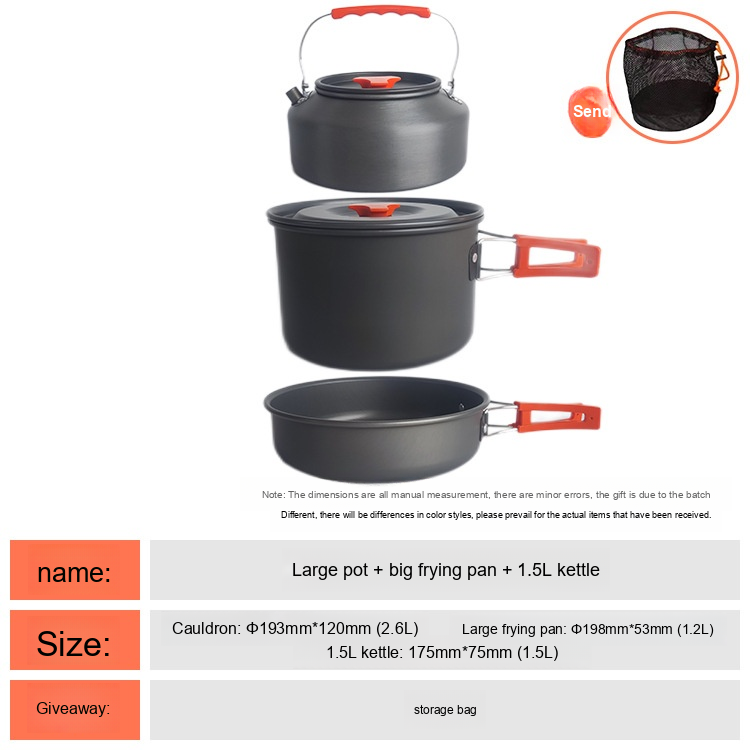 Send
Note: The dimensions are all manual measurement, there are minor errors, the gift is due to the batch
Different, there will be differences in color styles, please prevail for the actual items that have been received.
name:
Large pot + big frying pan + 1.5L kettle
Size:
Cauldron: Φ193mm*120mm (2.6L) Large frying pan: Φ198mm*53mm (1.2L)
1.5L kettle: 175mm*75mm (1.5L)
Giveaway:
storage bag